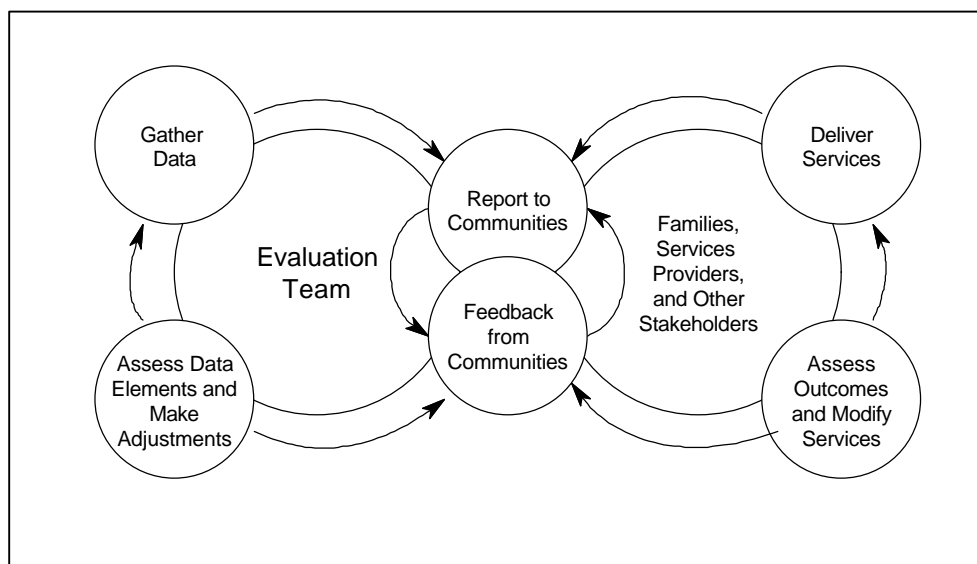 Gather
Data
Deliver
Services
Report to
Communities
Evaluation
Team
Families,
Services
Providers,
and Other
Stakeholders
Feedback
from
Communities
Assess Data
Elements and
Make
Adjustments
Assess
Outcomes
and Modify
Services